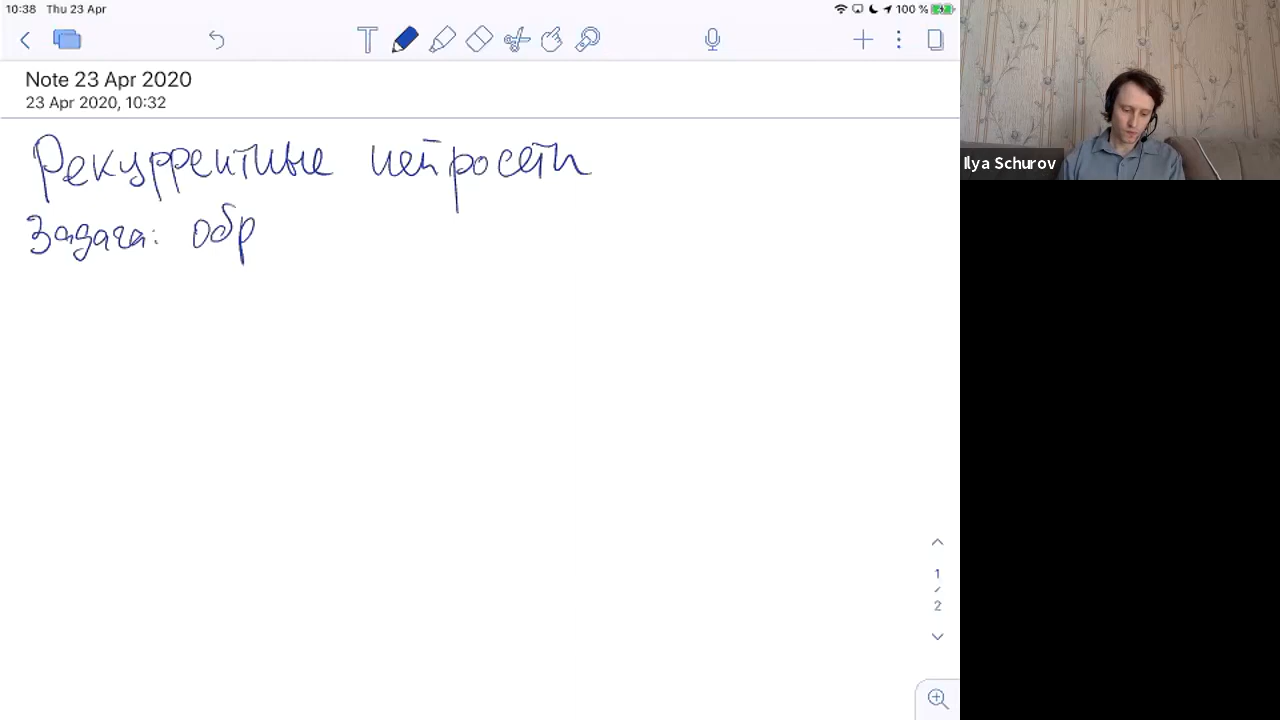 10:38 Thu 23 Apr
100 %
T
Note 23 Apr 2020
23 Apr 2020, 10:32
Рекуррентные нейросети
Задача: обр
Ilya Schurov
1
2